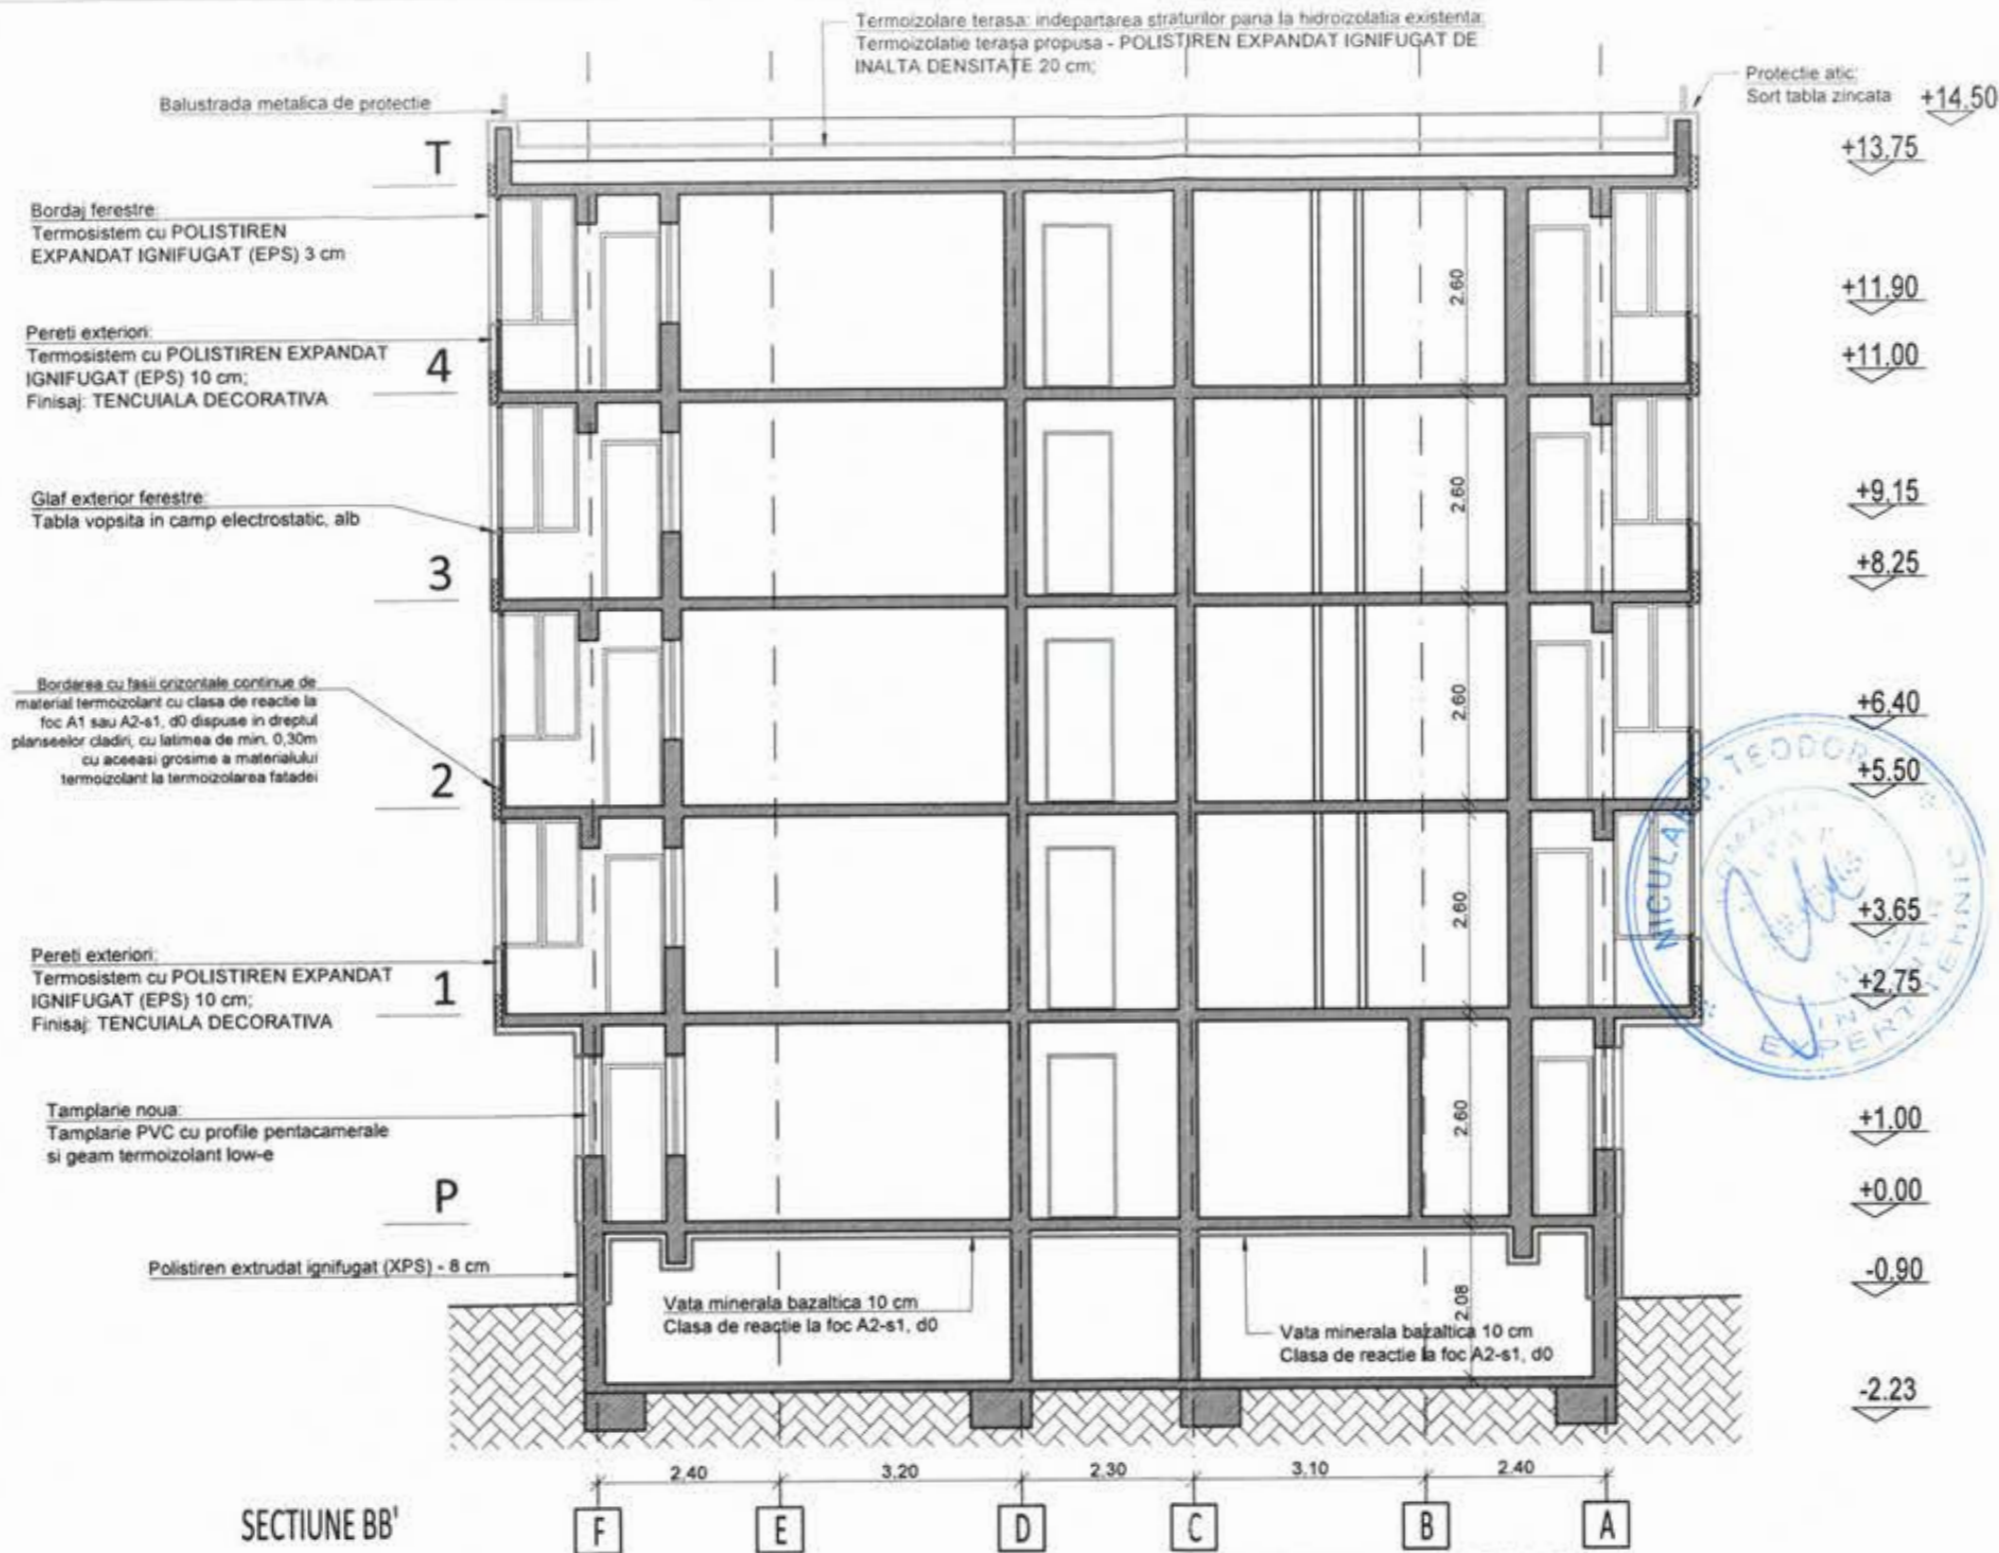 Termoizolare terasa: indepartarea straturilor pana la hidroizolatia existenta;
Termoizolatie terasa propusa - POLISTIREN EXPANDAT IGNIFUGAT DE
INALTA DENSITATE 20 cm;
Balustrada metalica de protectie
Protectie atic:
Sort tabla zincata
+14,50
+13,75
T
Bordaj ferestre:
Termosistem cu POLISTIREN
EXPANDAT IGNIFUGAT (EPS) 3 cm
2.60
+11.90
Pereti exteriori:
Termosistem cu POLISTIREN EXPANDAT
IGNIFUGAT (EPS) 10 cm;
Finisaj: TENCUIALA DECORATIVA
4
+11.00
Glaf exterior ferestre:
Tabla vopsita in camp electrostatic, alb
2.60
+9,15
3
+8,25
Bordarea cu fasii orizontale continue de
material termoizolant cu clasa de reactie la
foc A1 sau A2-s1, d0 dispuse in dreptul
planseelor cladiri, cu latimea de min. 0,30m
cu aceeasi grosime a materialului
termoizolant la termoizolarea fatadei
2.60
+6,40
2
+5,50
NICULAE
TEODOR
EXPERT TEHNIC
2.60
+3,65
Pereti exteriori:
Termosistem cu POLISTIREN EXPANDAT
IGNIFUGAT (EPS) 10 cm;
Finisaj: TENCUIALA DECORATIVA
1
+2,75
Tamplarie noua:
Tamplarie PVC cu profile pentacamerale
si geam termoizolant low-e
2.60
+1,00
P
+0,00
Polistiren extrudat ignifugat (XPS) - 8 cm
-0,90
Vata minerala bazaltica 10 cm
Clasa de reactie la foc A2-s1, d0
2.08
Vata minerala bazaltica 10 cm
Clasa de reactie la foc A2-s1, d0
-2.23
2.40 3.20 2.30 3.10 2.40
SECTIUNE BB'
F E D C B A